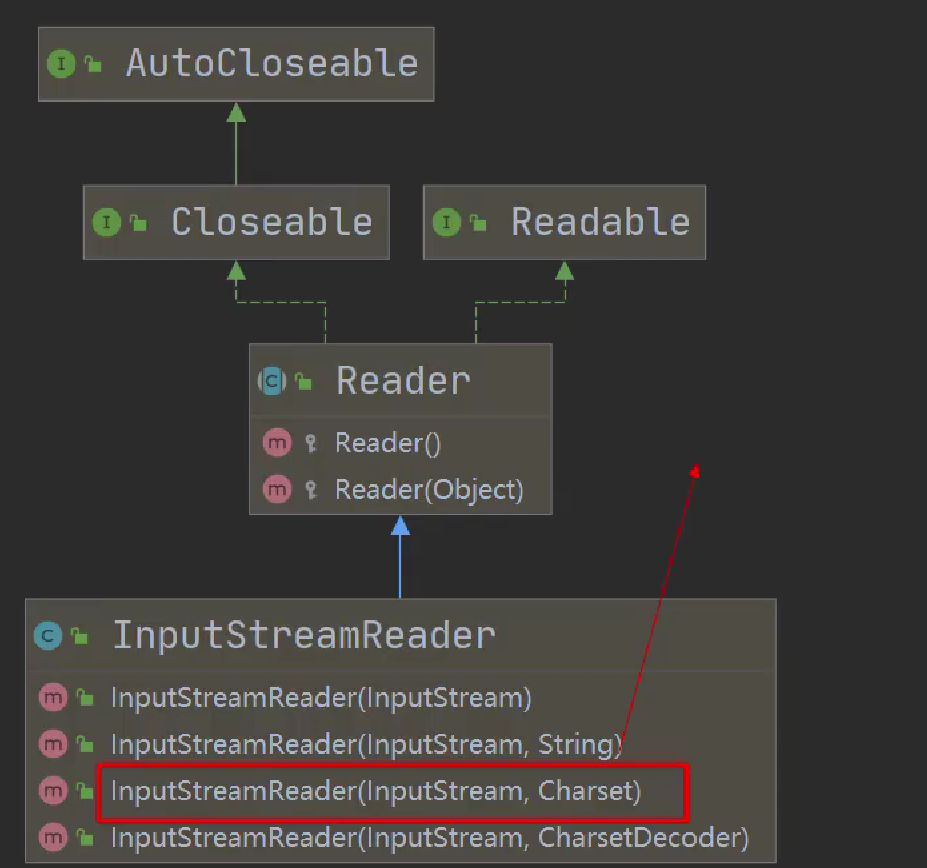 AutoCloseable
Closeable
Readable
Reader
Reader()
Reader(Object)
InputStreamReader
InputStreamReader(InputStream)
InputStreamReader(InputStream, String)
InputStreamReader(InputStream, Charset)
InputStreamReader(InputStream, CharsetDecoder)